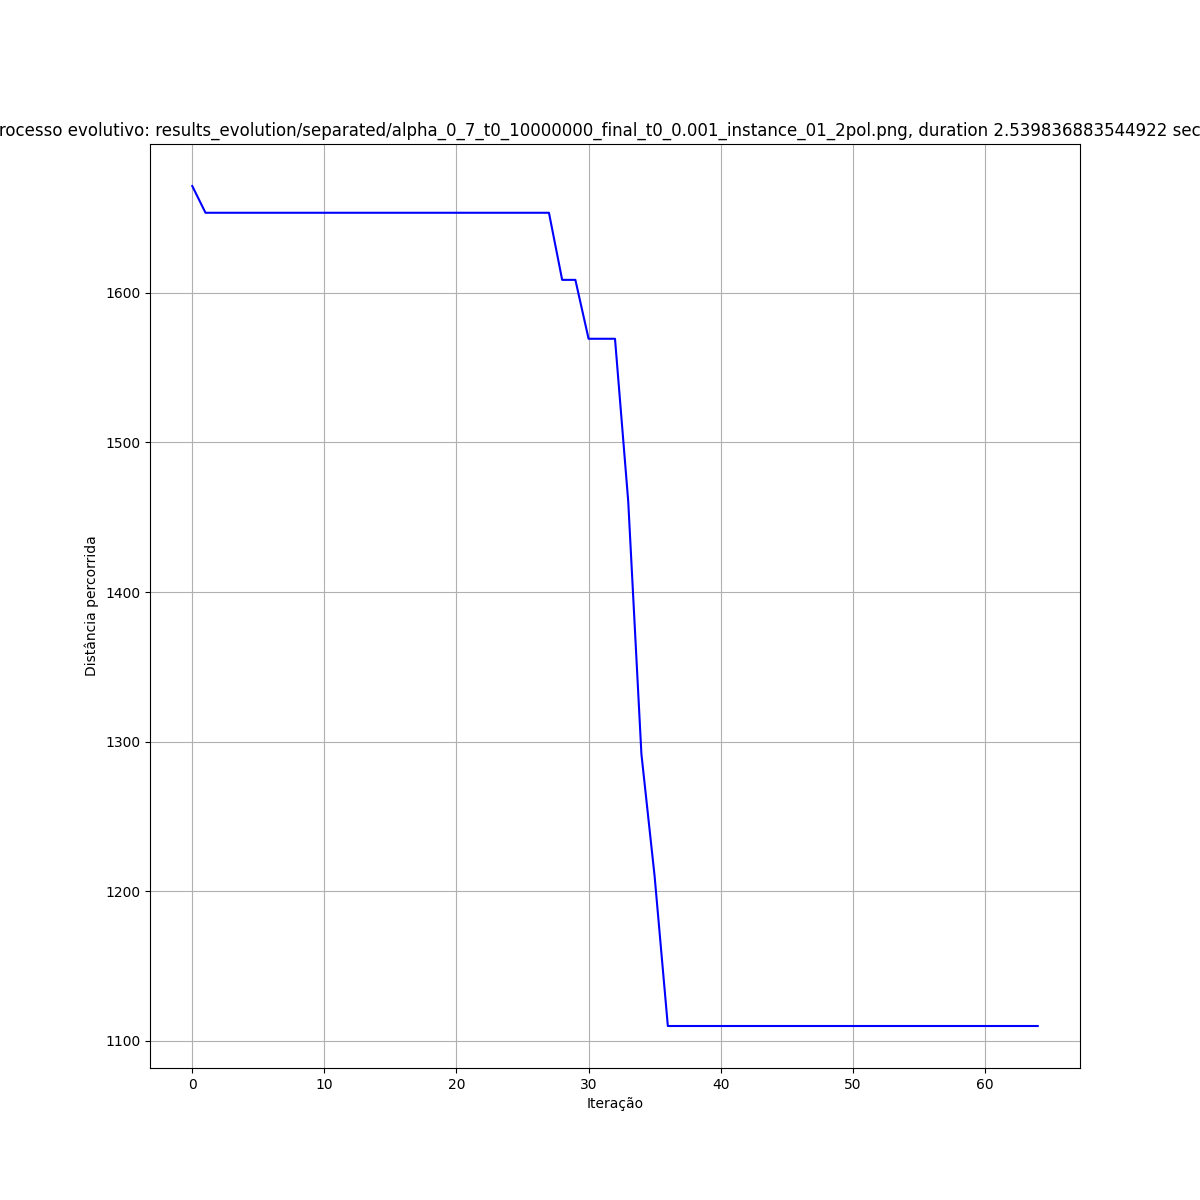 rocesso evolutivo: results_evolution/separated/alpha_0_7_t0_10000000_final_t0_0.001_instance_01_2pol.png, duration 2.539836883544922 sec
1600
1500
1400
1300
1200
1100
Distância percorrida
0 10 20 30 40 50 60
Iteração